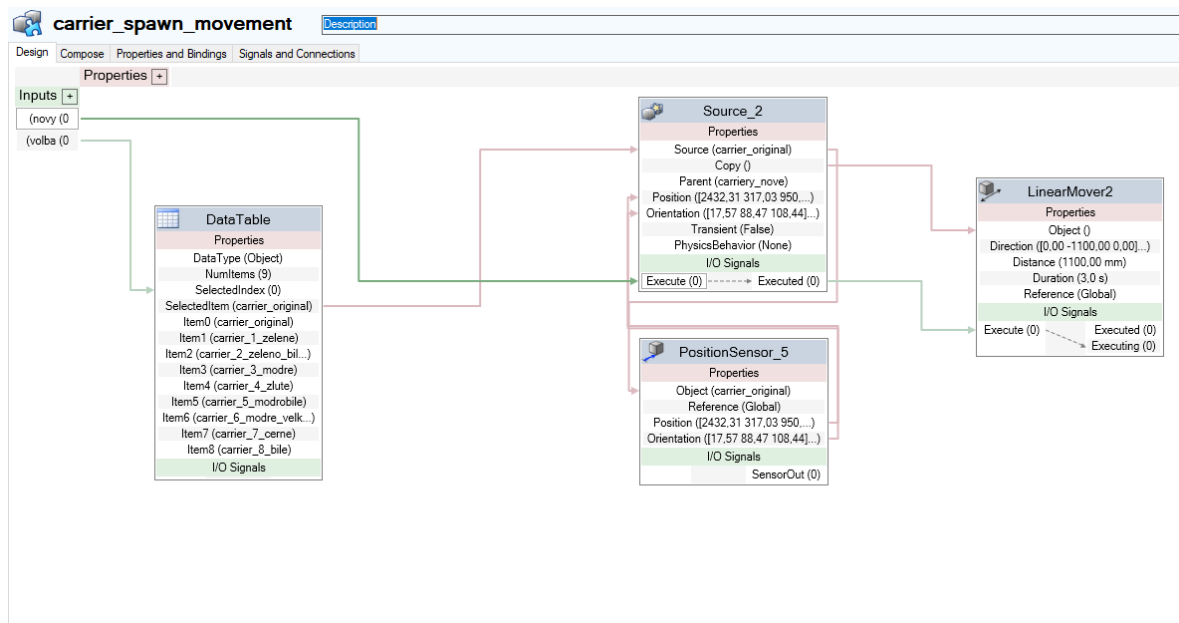 carrier_spawn_movement
Description
Design Compose Properties and Bindings Signals and Connections
Properties +
Inputs +
(novy (0
(volba (0
DataTable
Properties
DataType (Object)
NumItems (9)
SelectedIndex (0)
SelectedItem (carrier_original)
Item0 (carrier_original)
Item1 (carrier_1_zelene)
Item2 (carrier_2_zeleno_bil...)
Item3 (carrier_3_modre)
Item4 (carrier_4_zlute)
Item5 (carrier_5_modrobile)
Item6 (carrier_6_modre_velk...)
Item7 (carrier_7_cerne)
Item8 (carrier_8_bile)
I/O Signals
Source_2
Properties
Source (carrier_original)
Copy ()
Parent (carriery_nove)
Position ([2432,31 317,03 950,...)
Orientation ([17,57 88,47 108,44]...)
Transient (False)
PhysicsBehavior (None)
I/O Signals
Execute (0) Executed (0)
PositionSensor_5
Properties
Object (carrier_original)
Reference (Global)
Position ([2432,31 317,03 950,...)
Orientation ([17,57 88,47 108,44]...)
I/O Signals
SensorOut (0)
LinearMover2
Properties
Object ()
Direction ([0,00 -1100,00 0,00]...)
Distance (1100,00 mm)
Duration (3,0 s)
Reference (Global)
I/O Signals
Execute (0) Executed (0)
Executing (0)